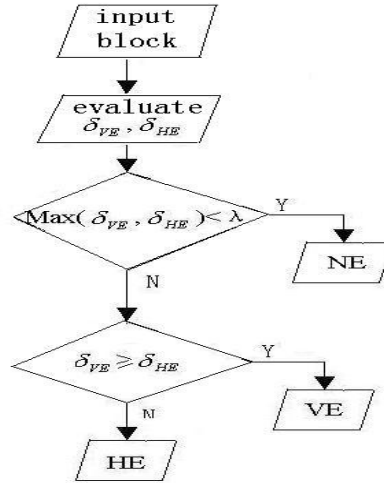 input
block
evaluate
δVE , δHE
Max( δVE , δHE )< λ
Y
NE
N
δVE ≥ δHE
Y
VE
N
HE